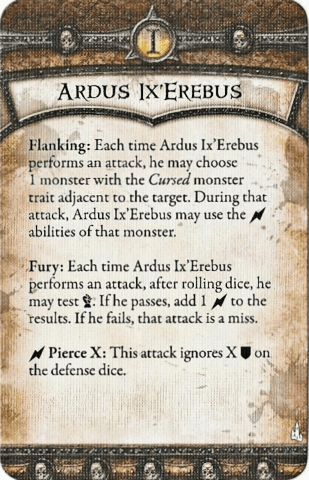 I
Ardus Ix'Erebus
Flanking: Each time Ardus Ix'Erebus
performs an attack, he may choose
1 monster with the Cursed monster
trait adjacent to the target. During that
attack, Ardus Ix'Erebus may use the
abilities of that monster.
Fury: Each time Ardus Ix'Erebus
performs an attack, after rolling dice, he
may test : If he passes, add 1 to the
results. If he fails, that attack is a miss.
Pierce X: This attack ignores X on
the defense dice.